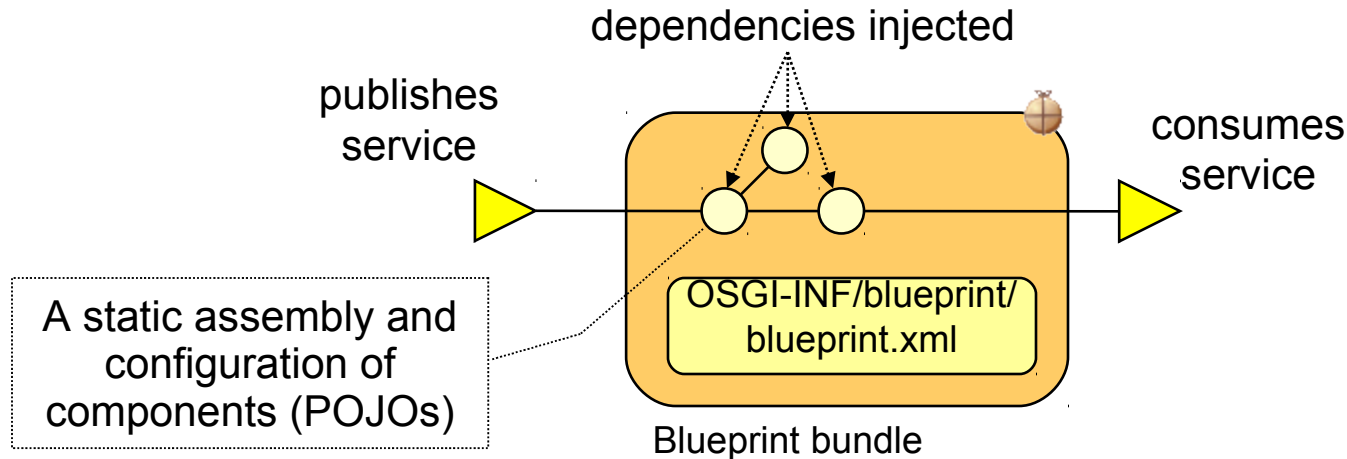 dependencies injected
publishes
service
consumes
service
OSGI-INF/blueprint/
blueprint.xml
A static assembly and
configuration of
components (POJOs)
Blueprint bundle